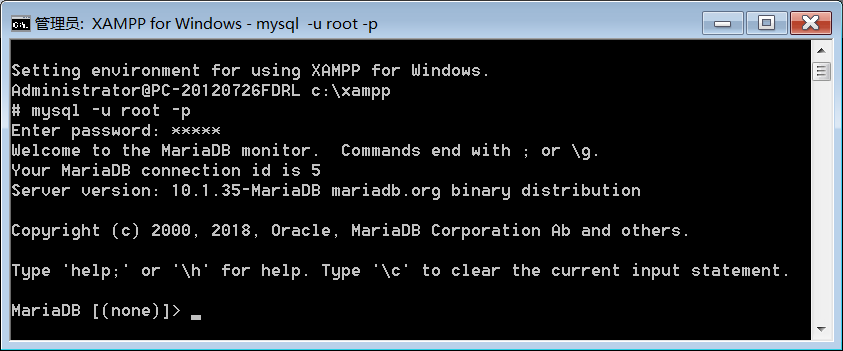 管理员: XAMPP for Windows - mysql  -u root -p
Setting environment for using XAMPP for Windows.
Administrator@PC-20120726FDRL c:\xampp
# mysql -u root -p
Enter password: *****
Welcome to the MariaDB monitor.  Commands end with ; or \g.
Your MariaDB connection id is 5
Server version: 10.1.35-MariaDB mariadb.org binary distribution
Copyright (c) 2000, 2018, Oracle, MariaDB Corporation Ab and others.
Type 'help;' or '\h' for help. Type '\c' to clear the current input statement.
MariaDB [(none)]> _